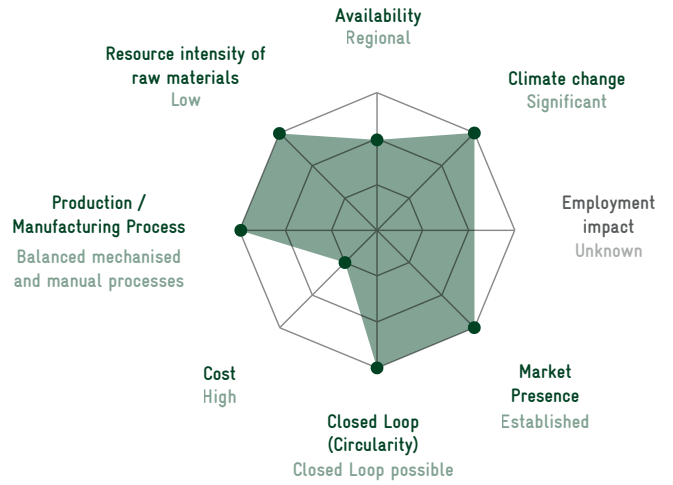 Availability
Regional
Resource intensity of
raw materials
Low
Climate change
Significant
Production /
Manufacturing Process
Balanced mechanised
and manual processes
Employment
impact
Unknown
Cost
High
Market
Presence
Established
Closed Loop
(Circularity)
Closed Loop possible